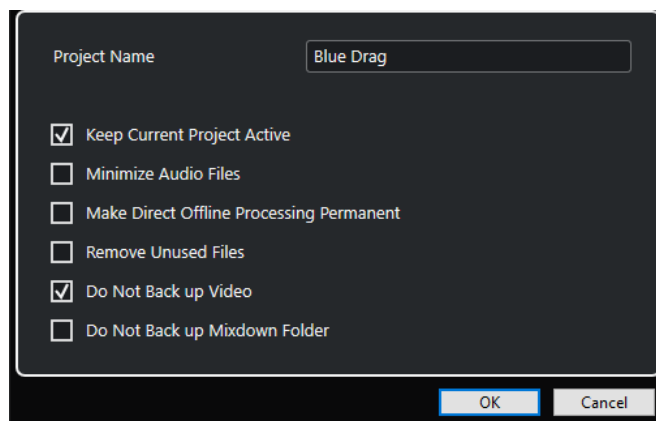 Project Name
Blue Drag
Keep Current Project Active
Minimize Audio Files
Make Direct Offline Processing Permanent
Remove Unused Files
Do Not Back up Video
Do Not Back up Mixdown Folder
OK
Cancel